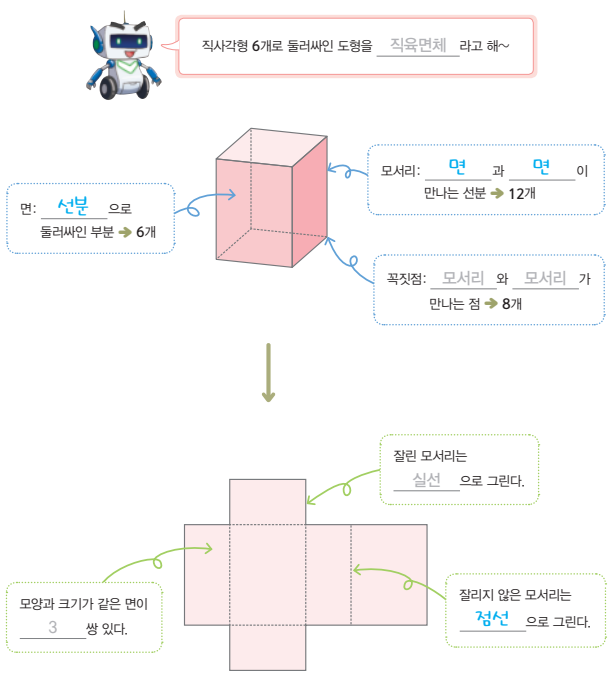 직사각형 6개로 둘러싸인 도형을 직육면체 라고 해~
모서리: 면 과 면 이
만나는 선분 ➔ 12개
면: 선분 으로
둘러싸인 부분 ➔ 6개
꼭짓점: 모서리 와 모서리 가
만나는 점 ➔ 8개
잘린 모서리는
실선 으로 그린다.
모양과 크기가 같은 면이
3 쌍 있다.
잘리지 않은 모서리는
점선 으로 그린다.